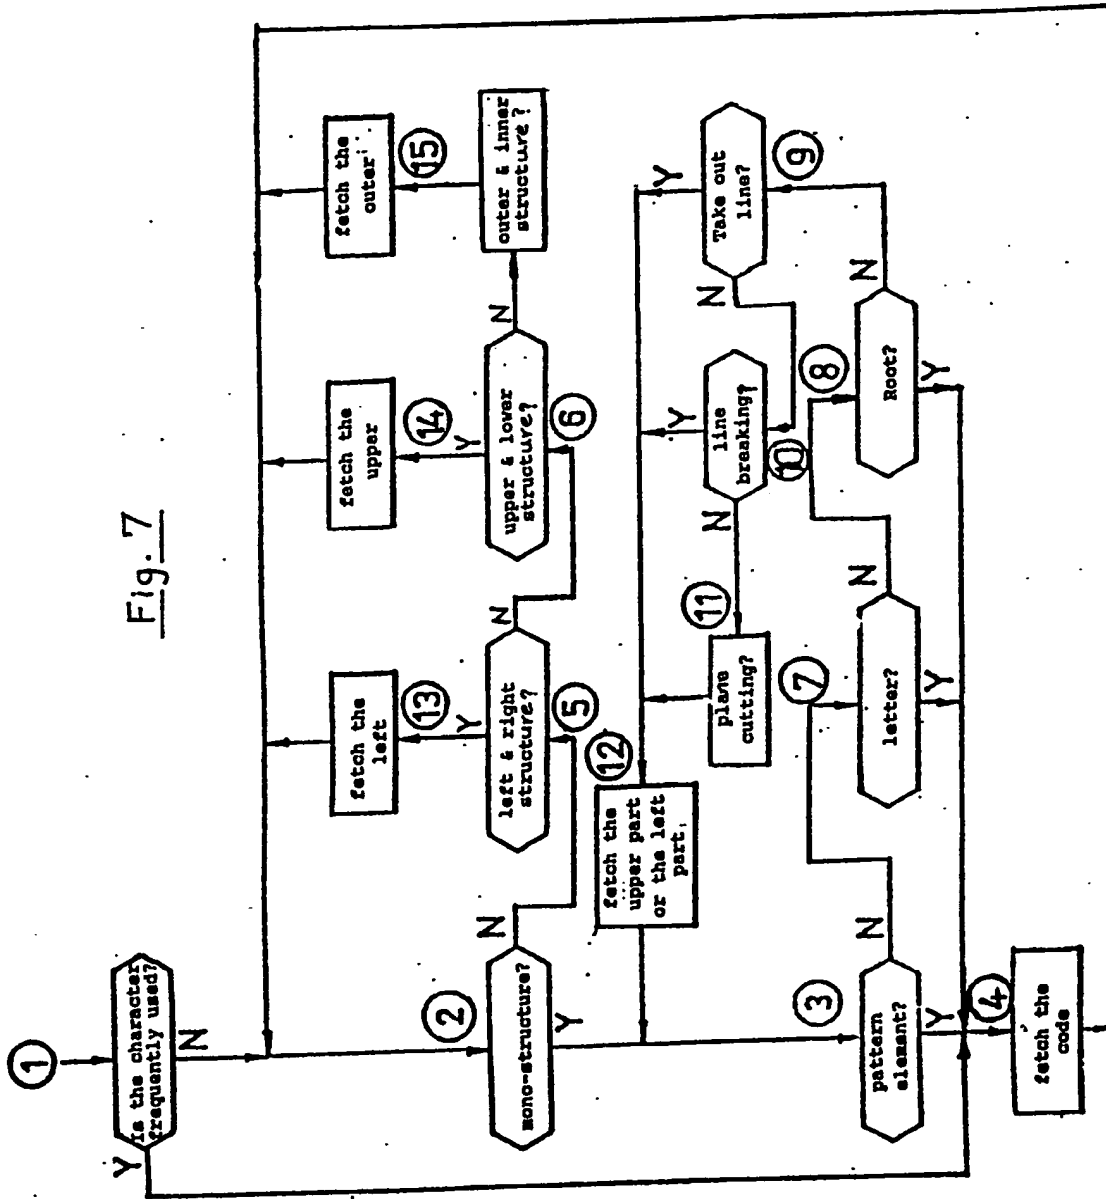 Fig. 7
1
Is the character
frequently used?
Y
N
2
mono-structure?
N
Y
5
left & right
structure?
N
Y
13
fetch the
left
6
upper & lower
structure?
N
Y
14
fetch the
upper
outer & inner
structure?
15
fetch the
outer
12
fetch the
upper part
or the left
part.
11
plane
cutting?
N
10
line
breaking?
Y
N
9
Take out
line?
Y
3
pattern
element?
N
Y
7
letter?
N
Y
8
Root?
N
Y
4
fetch the
code